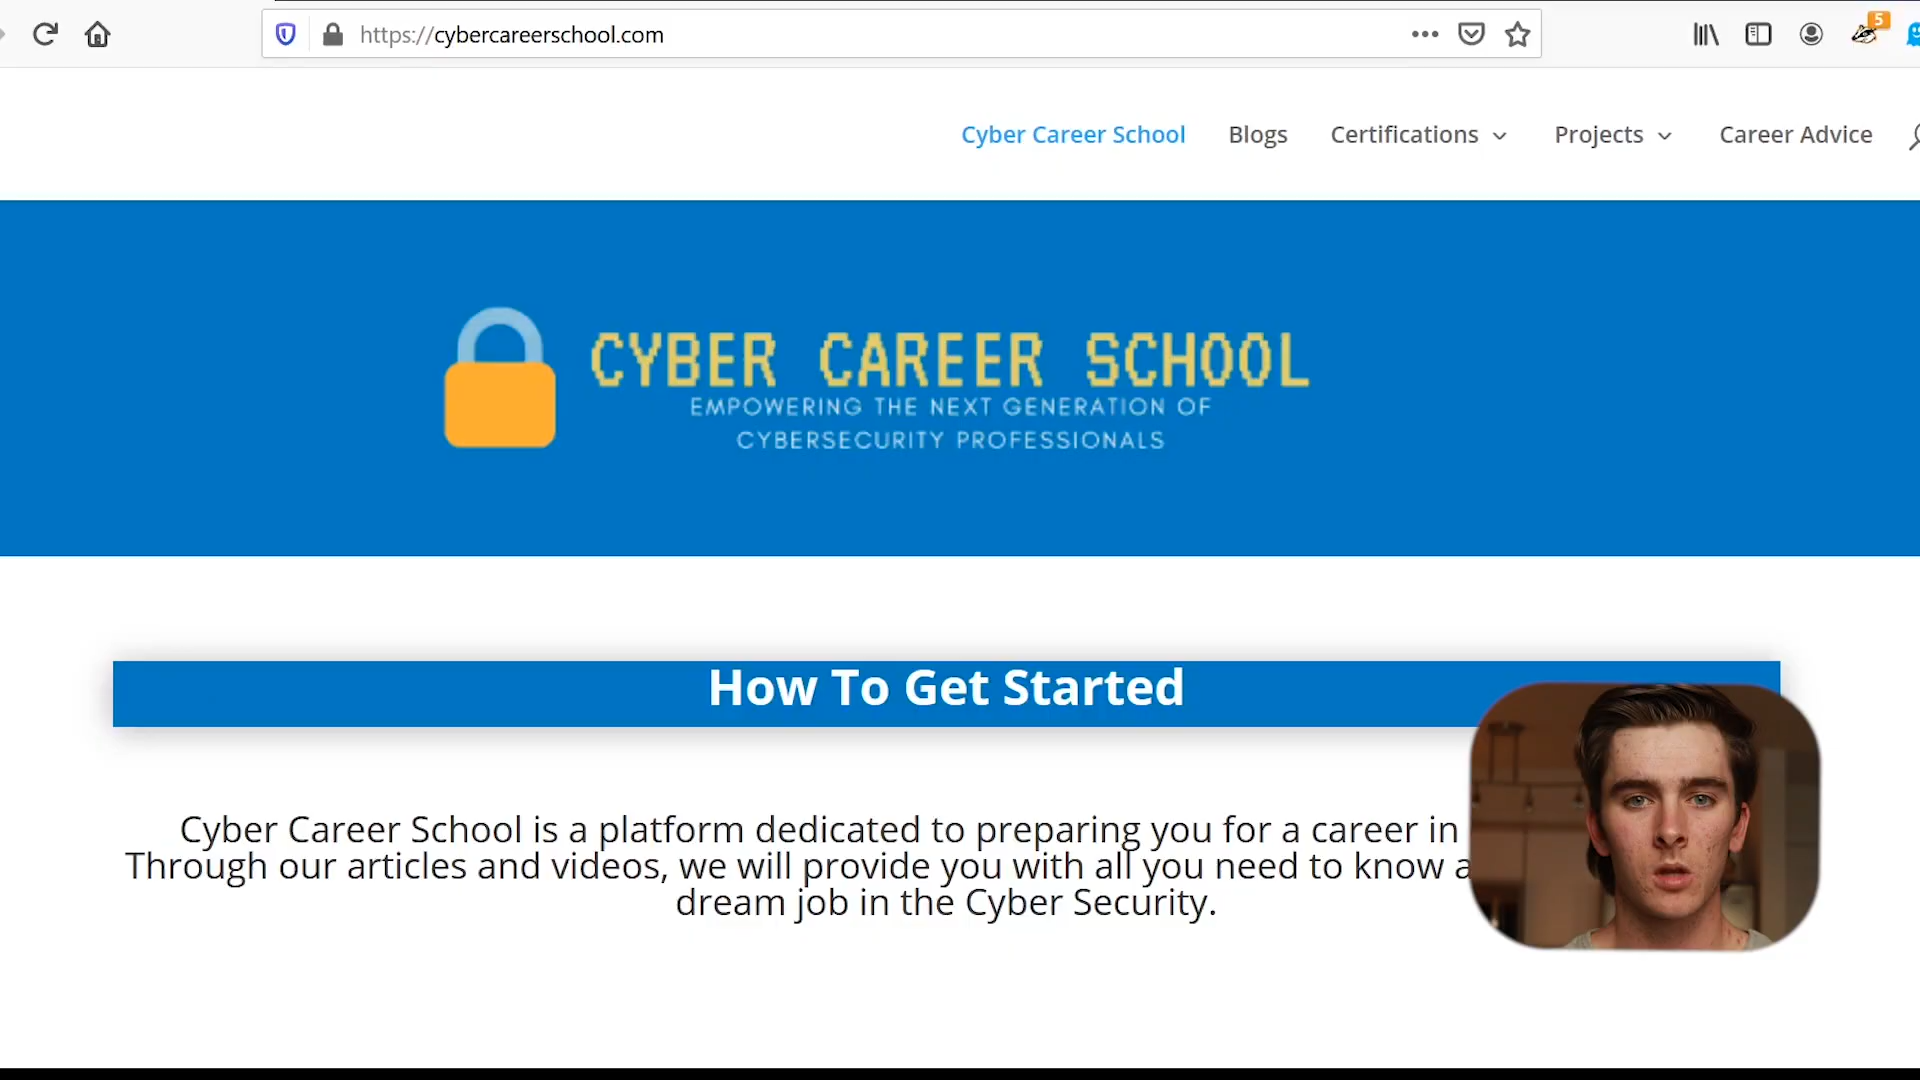 5
https://cybercareerschool.com
Cyber Career School Blogs Certifications Projects Career Advice
CYBER CAREER SCHOOL
EMPOWERING THE NEXT GENERATION OF
CYBERSECURITY PROFESSIONALS
How To Get Started
Cyber Career School is a platform dedicated to preparing you for a career in
Through our articles and videos, we will provide you with all you need to know
dream job in the Cyber Security.